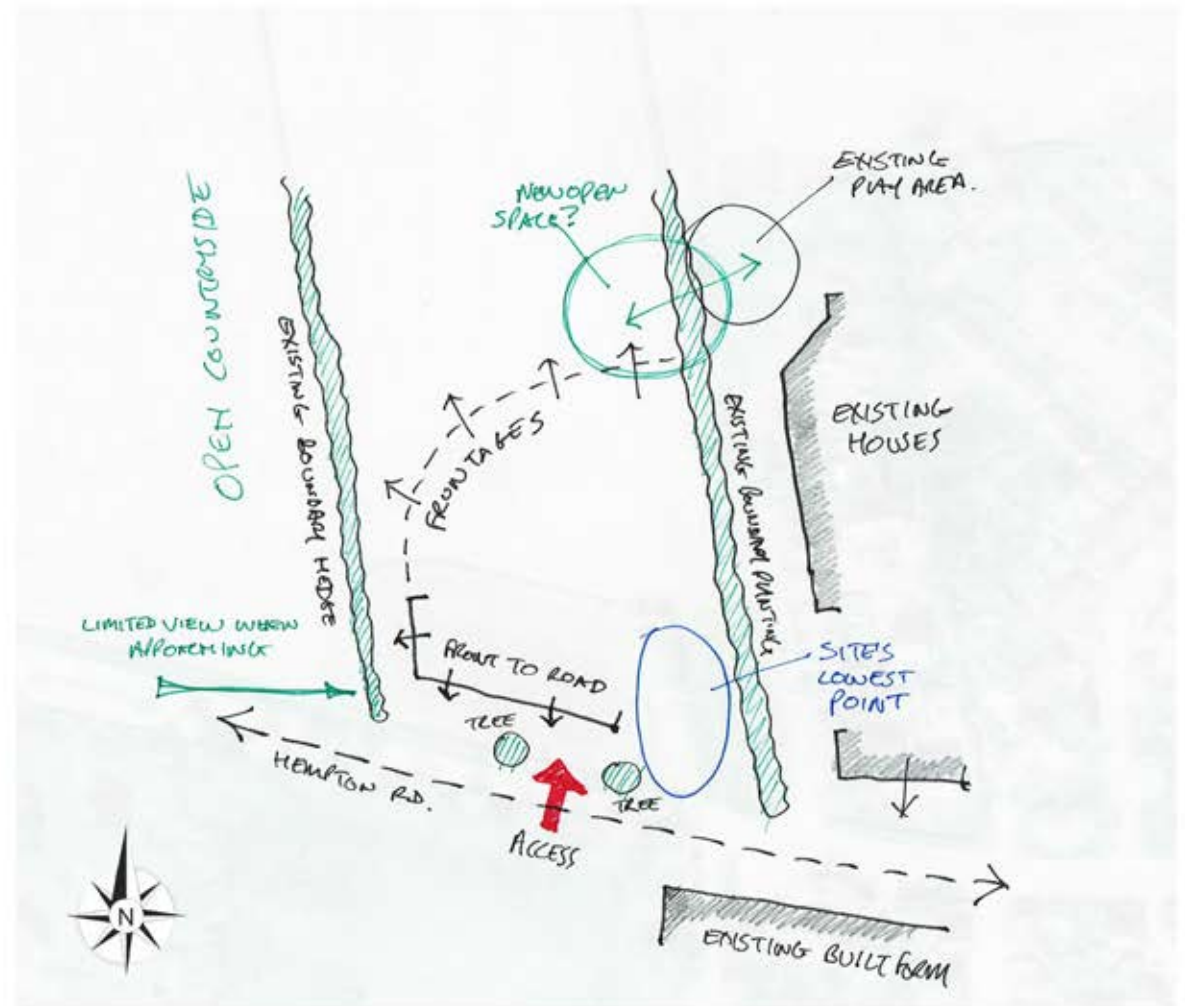 EXISTING
PLAY AREA.
NEW OPEN
SPACE?
OPEN COUNTRYSIDE
EXISTING BOUNDARY HEDGE
FRONTAGES
EXISTING BOUNDARY PLANTING
EXISTING
HOUSES
LIMITED VIEW WHEN
APPORCHING
FRONT TO ROAD
SITE'S
LOWEST
POINT
TREE
TREE
HEMPTON RD.
ACCESS
N
EXISTING BUILT FORM